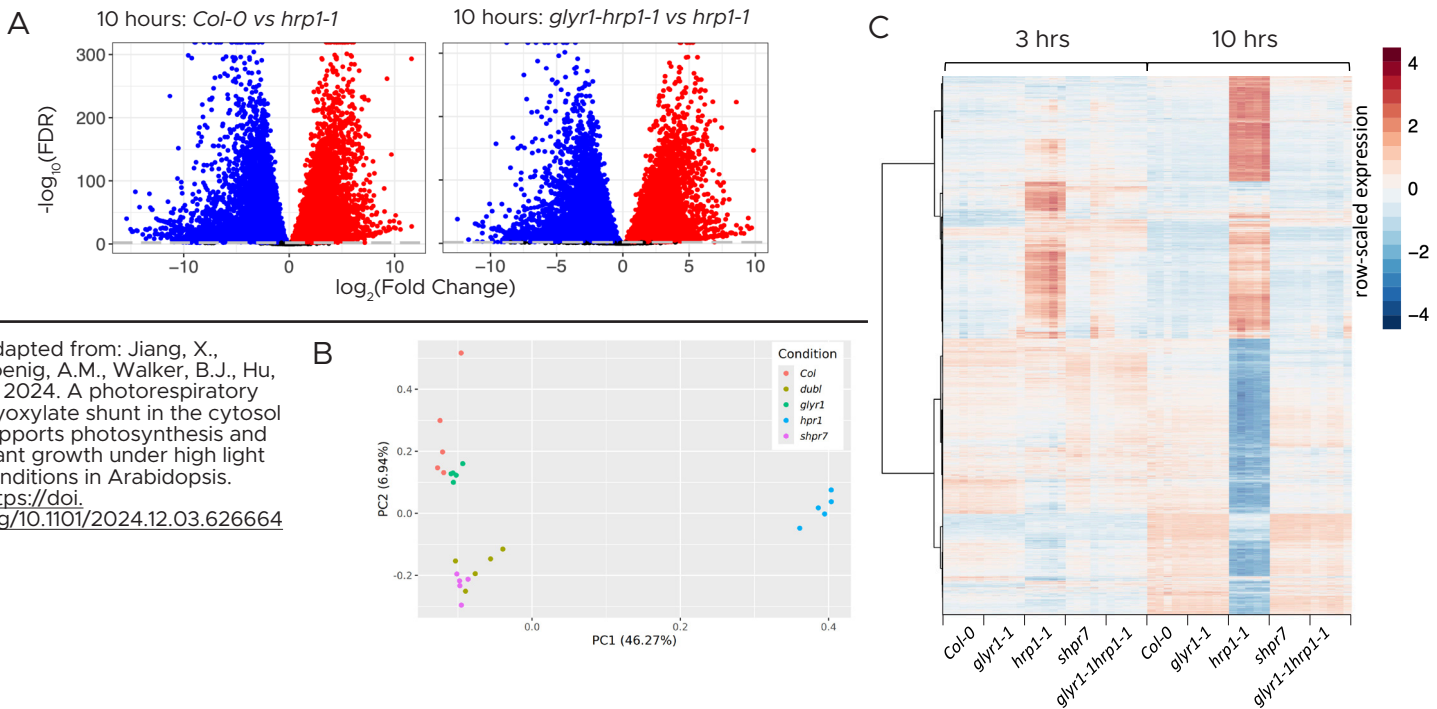 A
10 hours: Col-0 vs hrp1-1
10 hours: glyr1-hrp1-1 vs hrp1-1
-log10(FDR)
300
200
100
0
−10
0
10
−10
−5
0
5
10
log2(Fold Change)
dapted from: Jiang, X.,
oenig, A.M., Walker, B.J., Hu,
2024. A photorespiratory
yoxylate shunt in the cytosol
pports photosynthesis and
ant growth under high light
nditions in Arabidopsis.
tps://doi.
g/10.1101/2024.12.03.626664
B
PC2 (6.94%)
0.4
0.2
0.0
-0.2
0.0
0.2
0.4
PC1 (46.27%)
Condition
Col
dubl
glyr1
hpr1
shpr7
C
3 hrs
10 hrs
Col-0
glyr1-1
hrp1-1
shpr7
glyr1-1hrp1-1
Col-0
glyr1-1
hrp1-1
shpr7
glyr1-1hrp1-1
row-scaled expression
4
2
0
−2
−4